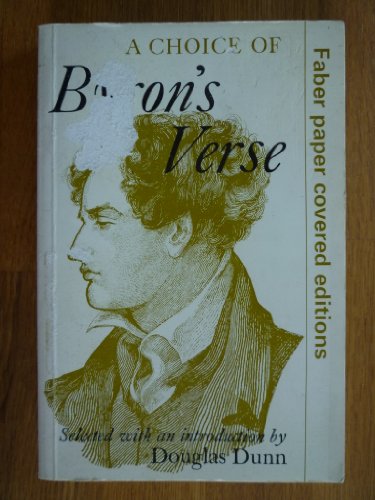 A CHOICE OF
Byron's
Verse
Faber paper covered editions
Selected with an introduction by
Douglas Dunn